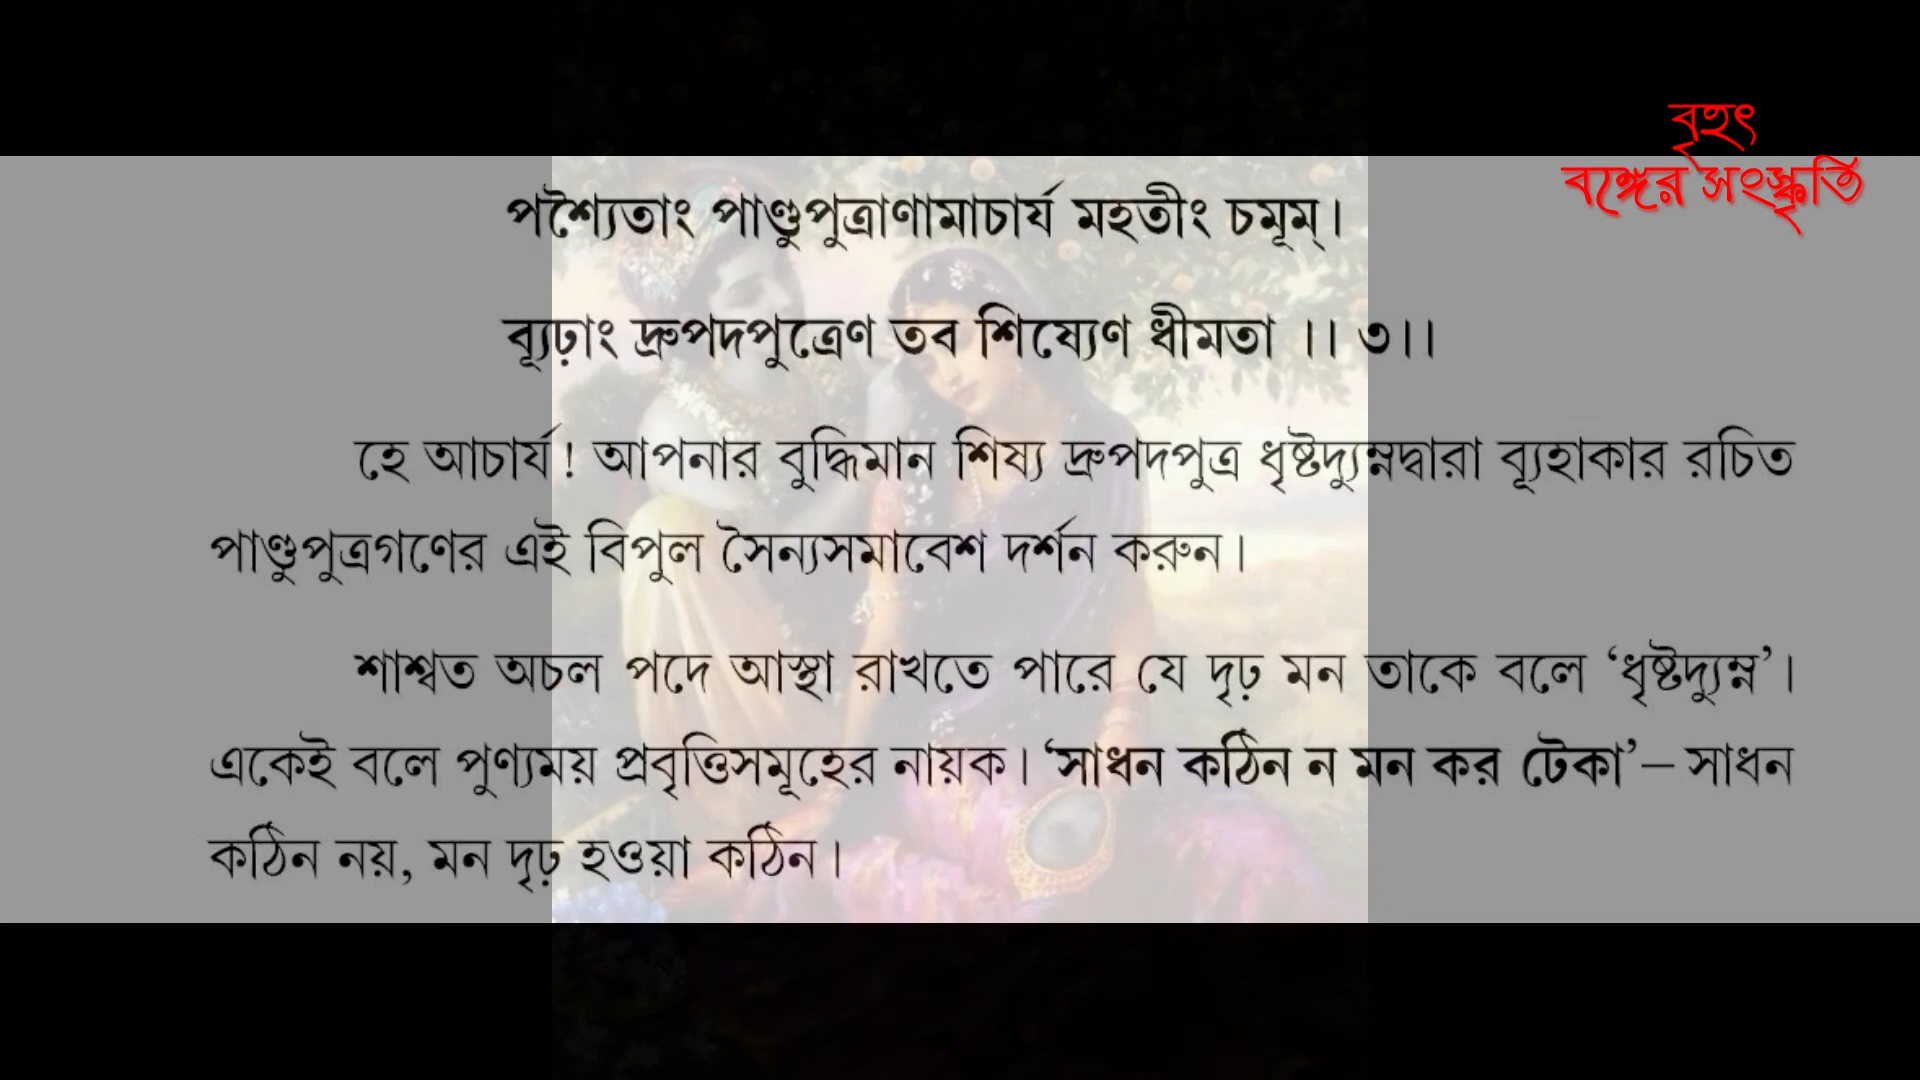 বৃহৎ
বঙ্গের সংস্কৃতি
পশ্যৈতাং পাণ্ডুপুত্রাণামাচার্য মহতীং চমূম্।
ব্যূঢ়াং দ্রুপদপুত্রেণ তব শিষ্যেণ ধীমতা ।। ৩।।
হে আচার্য! আপনার বুদ্ধিমান শিষ্য দ্রুপদপুত্র ধৃষ্টদ্যুম্নদ্বারা ব্যূহাকার রচিত
পাণ্ডুপুত্রগণের এই বিপুল সৈন্যসমাবেশ দর্শন করুন।
শাশ্বত অচল পদে আস্থা রাখতে পারে যে দৃঢ় মন তাকে বলে ‘ধৃষ্টদ্যুম্ন’।
একেই বলে পুণ্যময় প্রবৃত্তিসমূহের নায়ক। ‘সাধন কঠিন ন মন কর টেকা’– সাধন
কঠিন নয়, মন দৃঢ় হওয়া কঠিন।